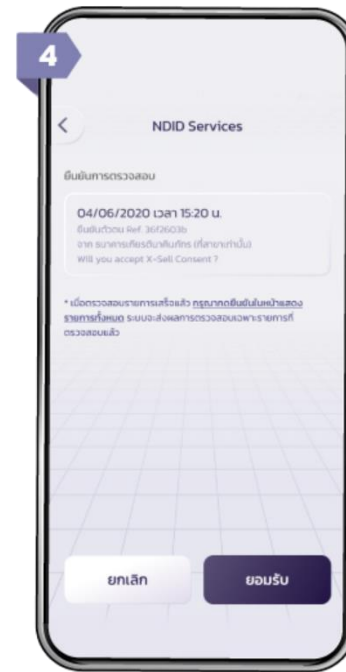 4
NDID Services
ยืนยันการตรวจสอบ
04/06/2020 เวลา 15:20 น.
ยืนยันตัวตน Ref. 36f2603b
จาก ธนาคารเกียรตินาคินภัทร (ที่สาขาเท่านั้น)
Will you accept X-Sell Consent ?
* เมื่อตรวจสอบรายการเสร็จแล้ว กรุณากดยืนยันในหน้าแสดง
รายการทั้งหมด ระบบจะส่งผลการตรวจสอบเฉพาะรายการที่
ตรวจสอบแล้ว
ยกเลิก
ยอมรับ